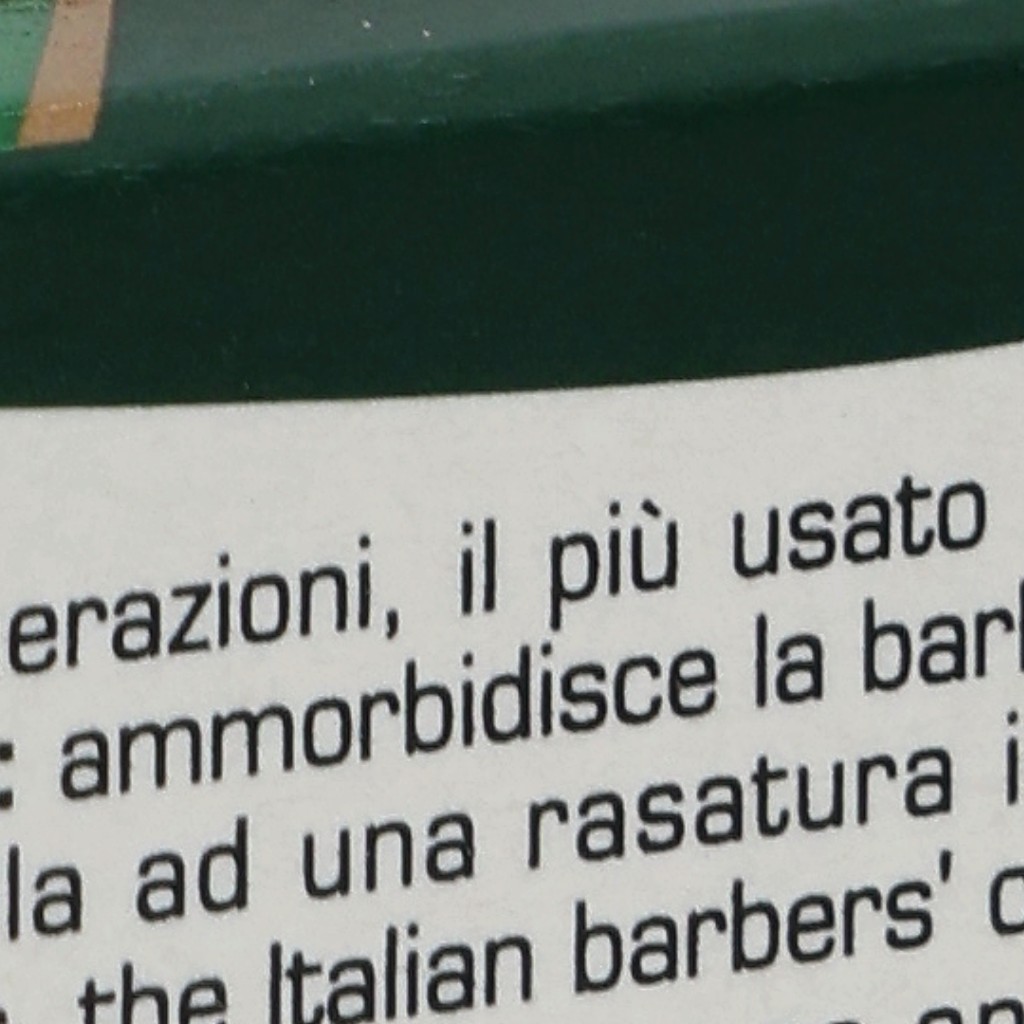 erazioni, il più usato
: ammorbidisce la bar
la ad una rasatura i
the Italian barbers'